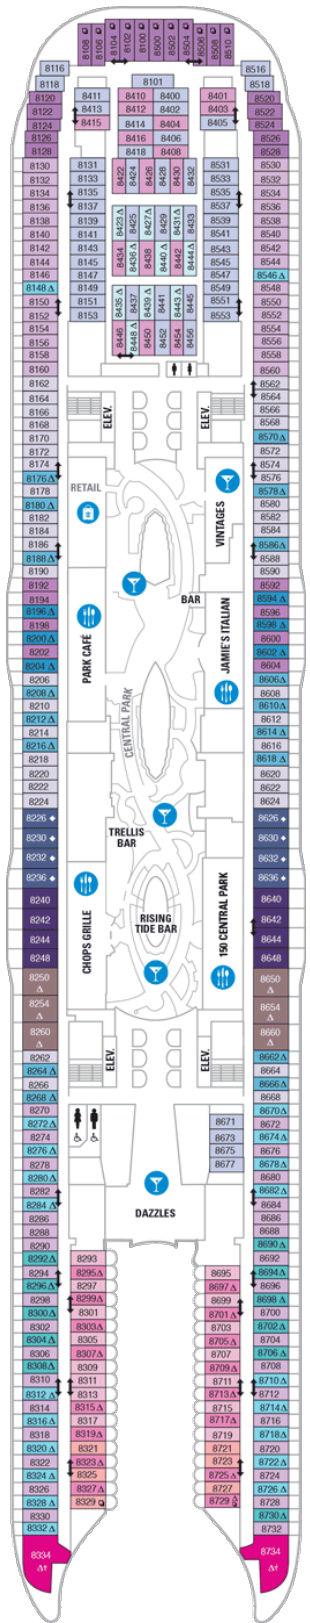 8108
8106
8104
8102
8100
8500
8502
8504
8506
8508
8510
8116
8118
8120
8122
8124
8126
8128
8130
8132
8134
8136
8138
8140
8142
8144
8146
8148 Δ
8150
8152
8154
8156
8158
8160
8162
8164
8166
8168
8170
8172
8174
8176 Δ
8178
8180 Δ
8182
8184
8186
8188 Δ
8190
8192
8194
8196 Δ
8198
8200 Δ
8202
8204 Δ
8206
8208 Δ
8210
8212 Δ
8214
8216 Δ
8218
8220
8222
8224
8226 ◆
8230 ◆
8232 ◆
8236 ◆
8240
8242
8244
8248
8250 Δ
8254 Δ
8260 Δ
8262
8264 Δ
8266
8268 Δ
8270
8272 Δ
8274
8276 Δ
8278
8280 Δ
8282
8284 Δ
8286
8288
8290
8292 Δ
8294
8296 Δ
8298
8300 Δ
8302
8304 Δ
8306
8308 Δ
8310
8312 Δ
8314
8316 Δ
8318
8320 Δ
8322
8324 Δ
8326
8328 Δ
8330
8332 Δ
8334
Δ†
8101
8411
8413
8415
8410
8412
8414
8416
8418
8400
8402
8404
8406
8408
8401
8403
8405
8131
8133
8135
8137
8139
8141
8143
8145
8147
8149
8151
8153
8422
8424
8426
8428
8430
8432
8423 Δ
8425
8427 Δ
8429
8431 Δ
8433
8434
8436 Δ
8438
8440 Δ
8442
8444 Δ
8435 Δ
8437
8439 Δ
8441
8443 Δ
8445
8446
8448 Δ
8450
8452
8454
8456
8531
8533
8535
8537
8539
8541
8543
8545
8547
8549
8551
8553
ELEV.
ELEV.
RETAIL
VINTAGES
BAR
PARK CAFÉ
JAMIE'S ITALIAN
CENTRAL PARK
TRELLIS
BAR
CHOPS GRILLE
RISING
TIDE BAR
150 CENTRAL PARK
ELEV.
ELEV.
DAZZLES
8671
8673
8675
8677
8293
8295 Δ
8297
8299 Δ
8301
8303 Δ
8305
8307 Δ
8309
8311
8313
8315 Δ
8317
8319 Δ
8321
8323 Δ
8325
8327 Δ
8329
8695
8697 Δ
8699
8701 Δ
8703
8705 Δ
8707
8709 Δ
8711
8713 Δ
8715
8717 Δ
8719
8721
8723
8725 Δ
8727
8729
8516
8518
8520
8522
8524
8526
8528
8530
8532
8534
8536
8538
8540
8542
8544
8546 Δ
8548
8550
8552
8554
8556
8558
8560
8562
8564
8566
8568
8570 Δ
8572
8574
8576
8578 Δ
8580
8582
8584
8586 Δ
8588
8590
8592
8594 Δ
8596
8598 Δ
8600
8602 Δ
8604
8606 Δ
8608
8610 Δ
8612
8614 Δ
8616
8618 Δ
8620
8622
8624
8626 ◆
8630 ◆
8632 ◆
8636 ◆
8640
8642
8644
8648
8650 Δ
8654 Δ
8660 Δ
8662 Δ
8664
8666 Δ
8668
8670 Δ
8672
8674 Δ
8676
8678 Δ
8680
8682 Δ
8684
8686
8688
8690 Δ
8692
8694 Δ
8696
8698 Δ
8700
8702 Δ
8704
8706 Δ
8708
8710 Δ
8712
8714 Δ
8716
8718 Δ
8720
8722 Δ
8724
8726 Δ
8728
8730 Δ
8732
8734
Δ†